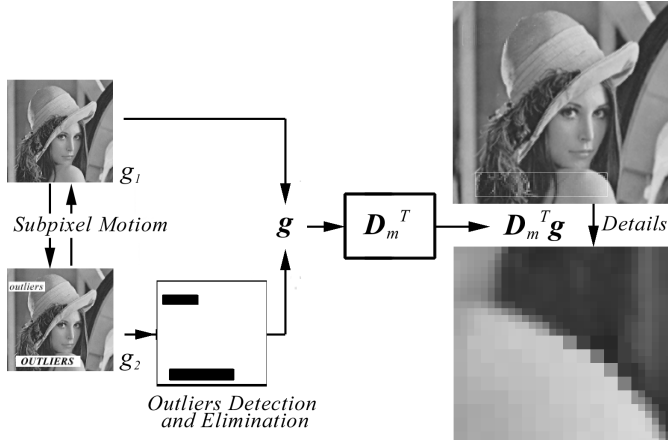 g1
Subpixel Motiom
outliers
OUTLIERS
g2
Outliers Detection
and Elimination
g
Dm^T
Dm^T g
Details